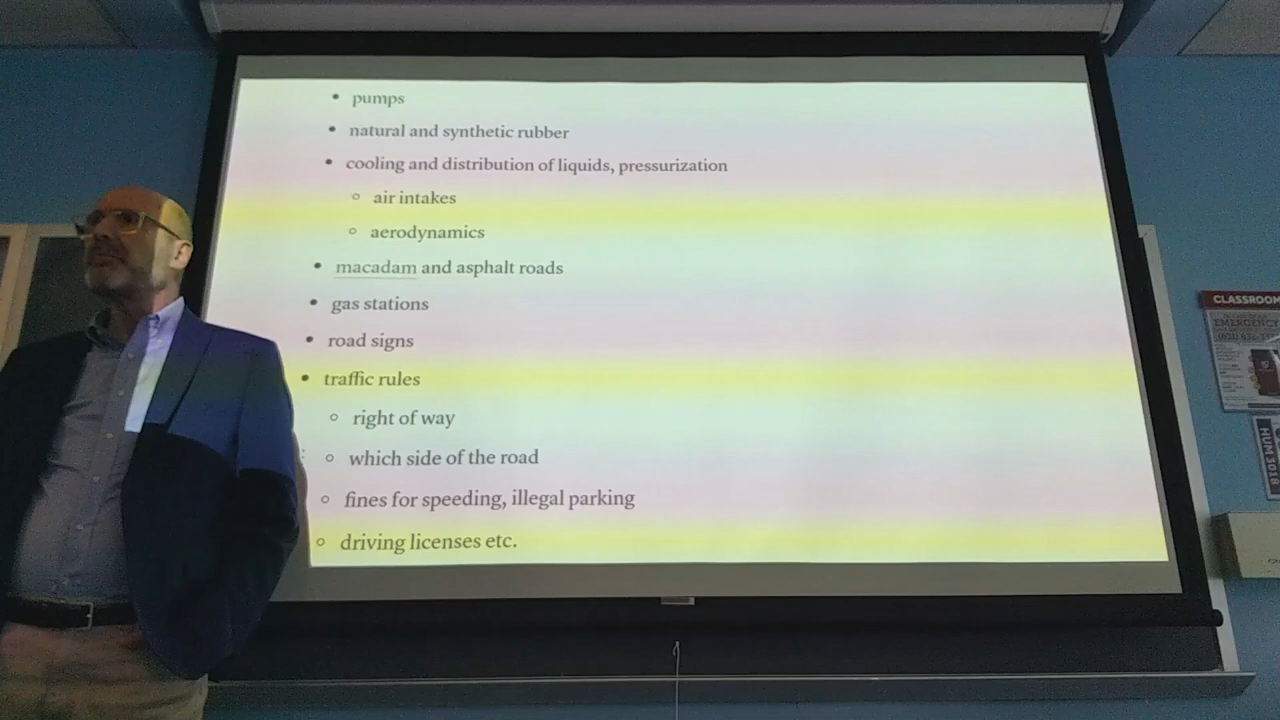 • pumps
• natural and synthetic rubber
• cooling and distribution of liquids, pressurization
◦ air intakes
◦ aerodynamics
• macadam and asphalt roads
• gas stations
• road signs
• traffic rules
◦ right of way
◦ which side of the road
◦ fines for speeding, illegal parking
◦ driving licenses etc.
CLASSROOM
EMERGENCY
HUM 3018